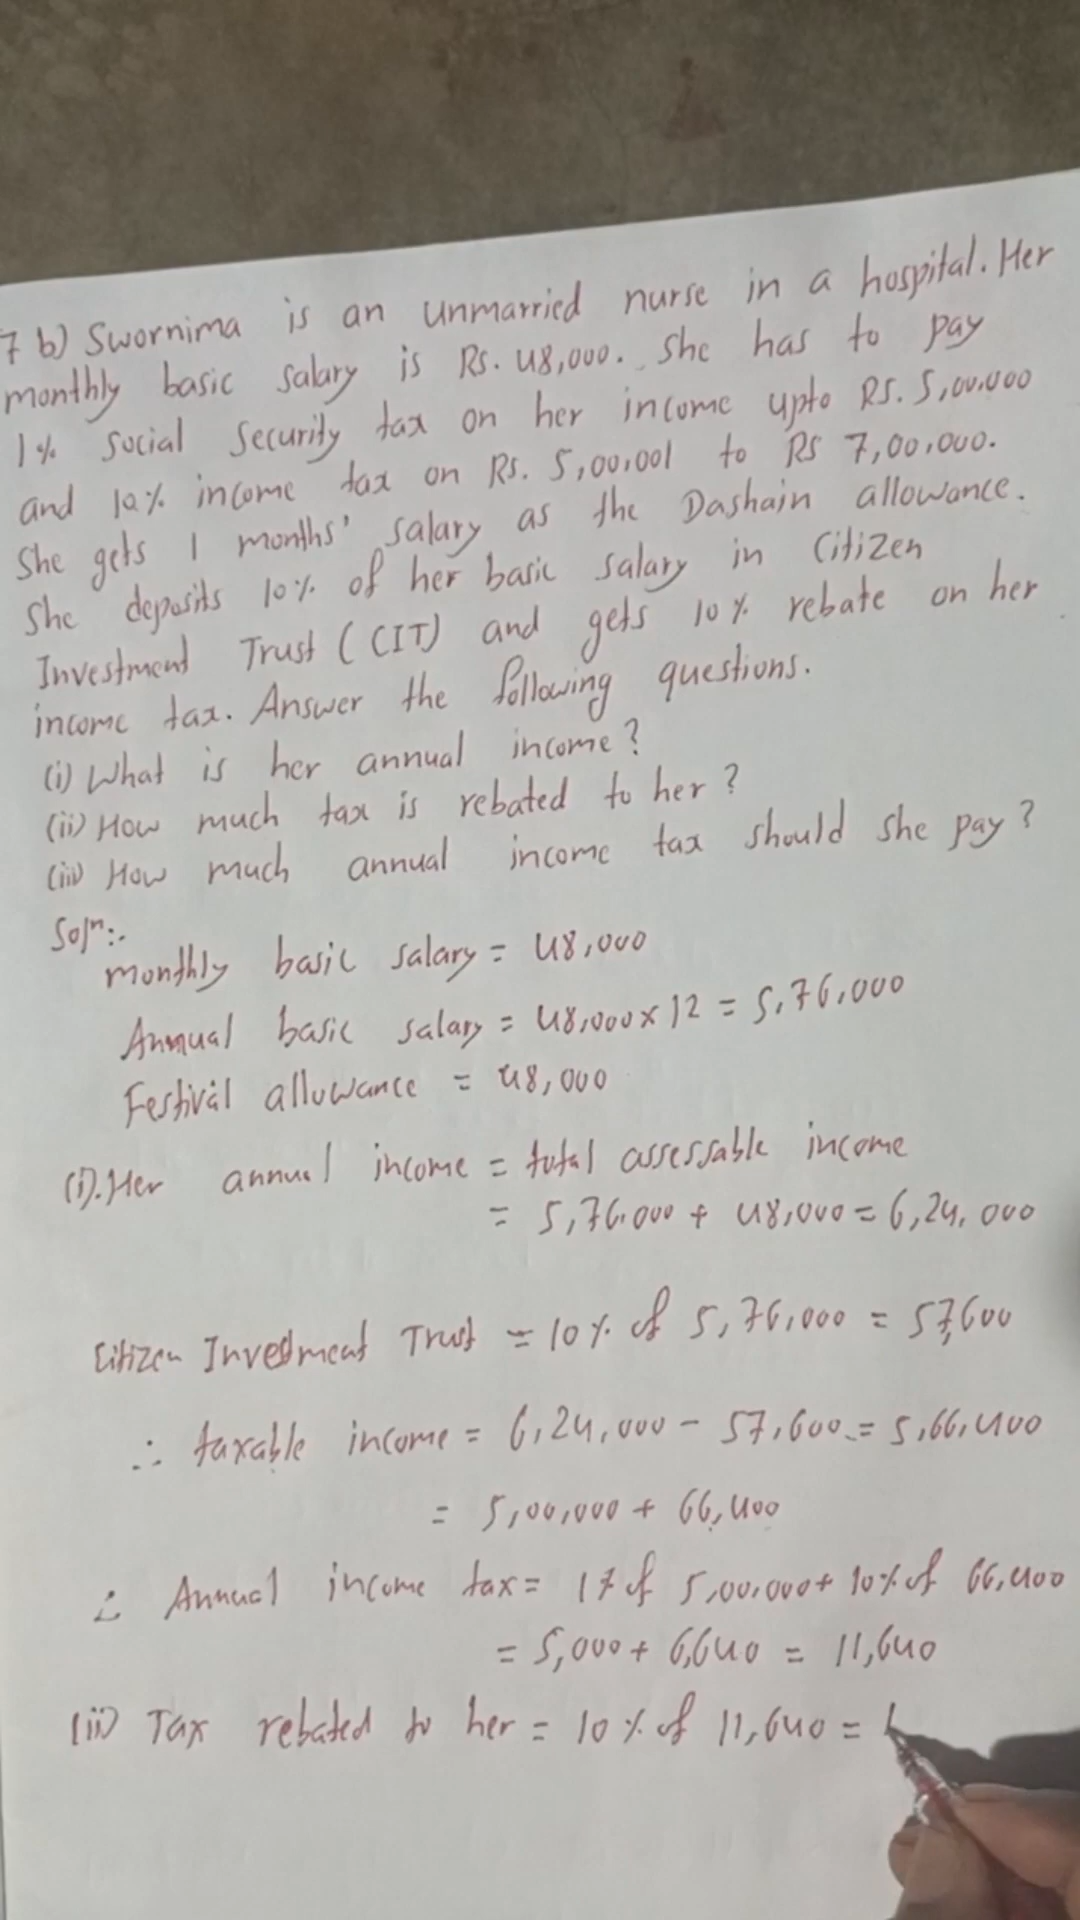 7 b) Swornima is an unmarried nurse in a hospital. Her
monthly basic salary is Rs. 48,000. She has to pay
1% social security tax on her income upto Rs. 5,00,000
and 10% income tax on Rs. 5,00,001 to Rs 7,00,000.
She gets 1 months' salary as the Dashain allowance.
She deposits 10% of her basic salary in Citizen
Investment Trust (CIT) and gets 10% rebate on her
income tax. Answer the following questions.
(i) What is her annual income?
(ii) How much tax is rebated to her?
(iii) How much annual income tax should she pay?
Solⁿ:-
monthly basic salary = 48,000
Annual basic salary = 48,000 x 12 = 5,76,000
Festival allowance = 48,000
(i). Her annual income = total assessable income
= 5,76,000 + 48,000 = 6,24,000
Citizen Investment Trust = 10% of 5,76,000 = 57,600
∴ taxable income = 6,24,000 - 57,600 = 5,66,400
= 5,00,000 + 66,400
∴ Annual income tax = 1% of 5,00,000 + 10% of 66,400
= 5,000 + 6,640 = 11,640
(ii) Tax rebated to her = 10% of 11,640 = 1